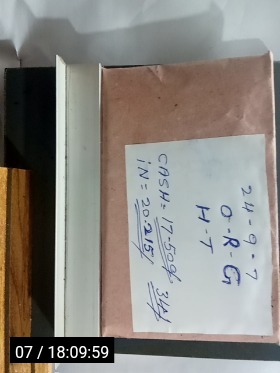 24-9-7
O-R-G
H-T
CASH = 17-50%
iN = 20.215/
07 / 18:09:59